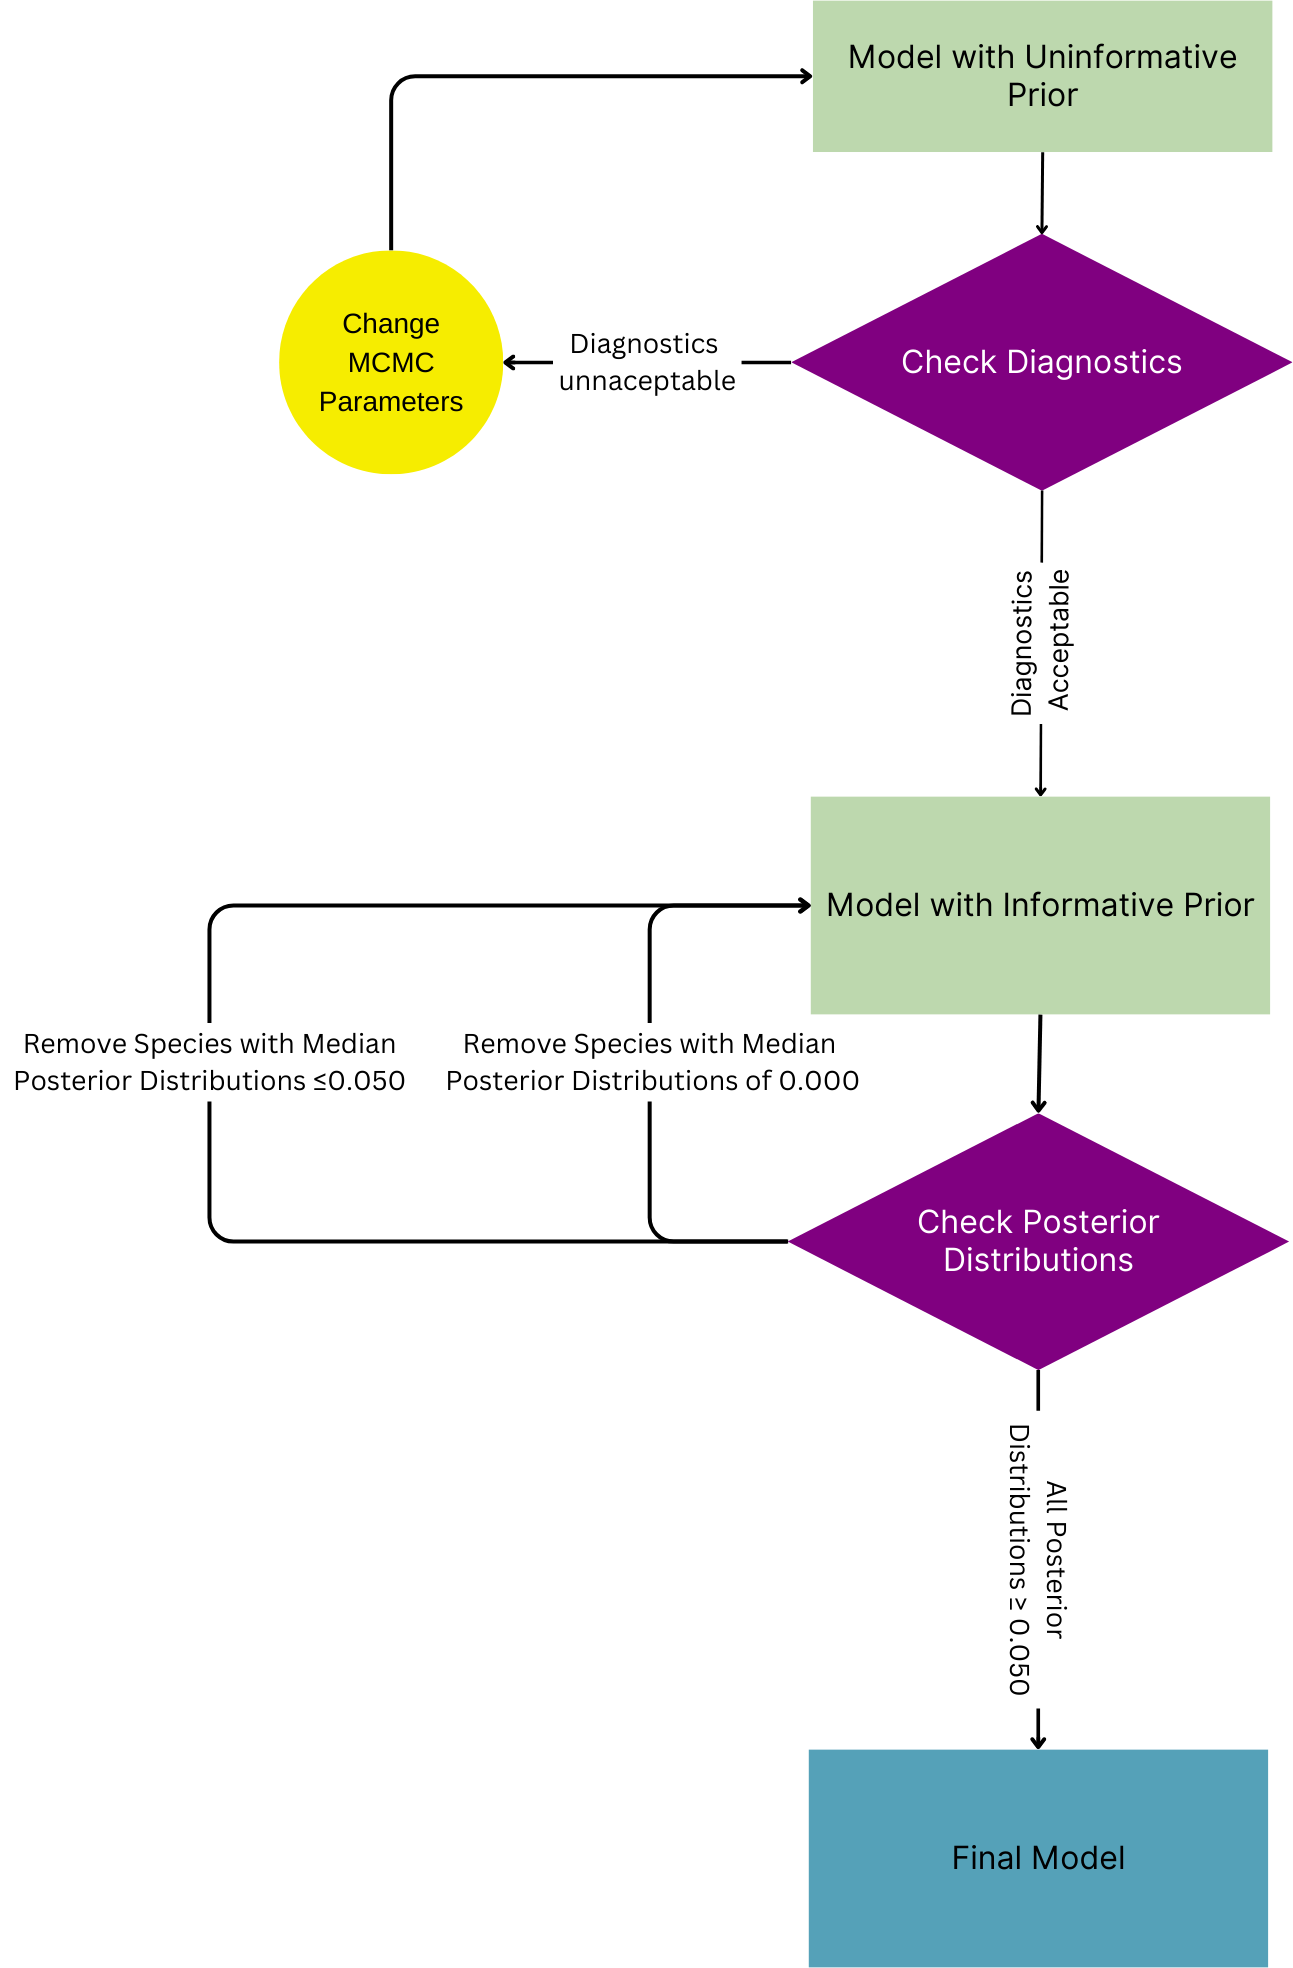 Model with Uninformative
Prior
Change
MCMC
Parameters
Diagnostics
unnaceptable
Check Diagnostics
Diagnostics
Acceptable
Model with Informative Prior
Remove Species with Median
Posterior Distributions ≤0.050
Remove Species with Median
Posterior Distributions of 0.000
Check Posterior
Distributions
All Posterior
Distributions ≥ 0.050
Final Model